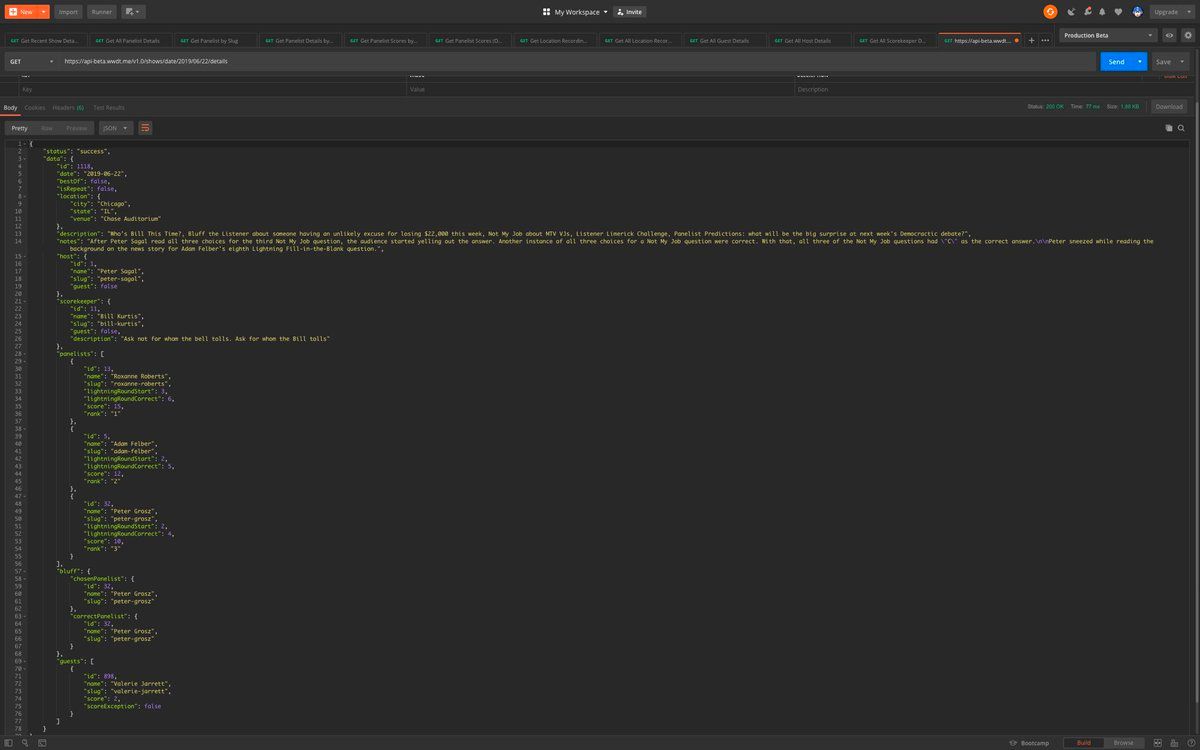 New
Import
Runner
My Workspace
Invite
Upgrade
GET Get Recent Show Deta...
GET Get All Panelist Details
GET Get Panelist by Slug
GET Get Panelist Details by...
GET Get Panelist Scores by...
GET Get Panelist Scores (O...
GET Get Location Recordin...
GET Get All Location Recor...
GET Get All Guest Details
GET Get All Host Details
GET Get All Scorekeeper D...
GET https://api-beta.wwdt....
Production Beta
GET
https://api-beta.wwdt.me/v1.0/shows/date/2019/06/22/details
Send
Save
Key
Value
Description
Body
Cookies
Headers (6)
Test Results
Status: 200 OK
Time: 77 ms
Size: 1.88 KB
Download
Pretty
Raw
Preview
JSON
1 {
2 "status": "success",
3 "data": {
4 "id": 1118,
5 "date": "2019-06-22",
6 "bestOf": false,
7 "isRepeat": false,
8 "location": {
9 "city": "Chicago",
10 "state": "IL",
11 "venue": "Chase Auditorium"
12 },
13 "description": "Who's Bill This Time?, Bluff the Listener about someone having an unlikely excuse for losing $22,000 this week, Not My Job about MTV VJs, Listener Limerick Challenge, Panelist Predictions: what will be the big surprise at next week's Democractic debate?",
14 "notes": "After Peter Sagal read all three choices for the third Not My Job question, the audience started yelling out the answer. Another instance of all three choices for a Not My Job question were correct. With that, all three of the Not My Job questions had \"C\" as the correct answer.\n\nPeter sneezed while reading the
background on the news story for Adam Felber's eighth Lightning Fill-in-the-Blank question.",
15 "host": {
16 "id": 1,
17 "name": "Peter Sagal",
18 "slug": "peter-sagal",
19 "guest": false
20 },
21 "scorekeeper": {
22 "id": 11,
23 "name": "Bill Kurtis",
24 "slug": "bill-kurtis",
25 "guest": false,
26 "description": "Ask not for whom the bell tolls. Ask for whom the Bill tolls"
27 },
28 "panelists": [
29 {
30 "id": 13,
31 "name": "Roxanne Roberts",
32 "slug": "roxanne-roberts",
33 "lightningRoundStart": 3,
34 "lightningRoundCorrect": 6,
35 "score": 15,
36 "rank": "1"
37 },
38 {
39 "id": 5,
40 "name": "Adam Felber",
41 "slug": "adam-felber",
42 "lightningRoundStart": 2,
43 "lightningRoundCorrect": 5,
44 "score": 12,
45 "rank": "2"
46 },
47 {
48 "id": 32,
49 "name": "Peter Grosz",
50 "slug": "peter-grosz",
51 "lightningRoundStart": 2,
52 "lightningRoundCorrect": 4,
53 "score": 10,
54 "rank": "3"
55 }
56 ],
57 "bluff": {
58 "chosenPanelist": {
59 "id": 32,
60 "name": "Peter Grosz",
61 "slug": "peter-grosz"
62 },
63 "correctPanelist": {
64 "id": 32,
65 "name": "Peter Grosz",
66 "slug": "peter-grosz"
67 }
68 },
69 "guests": [
70 {
71 "id": 898,
72 "name": "Valerie Jarrett",
73 "slug": "valerie-jarrett",
74 "score": 2,
75 "scoreException": false
76 }
77 ]
78 }
Bootcamp
Build
Browse